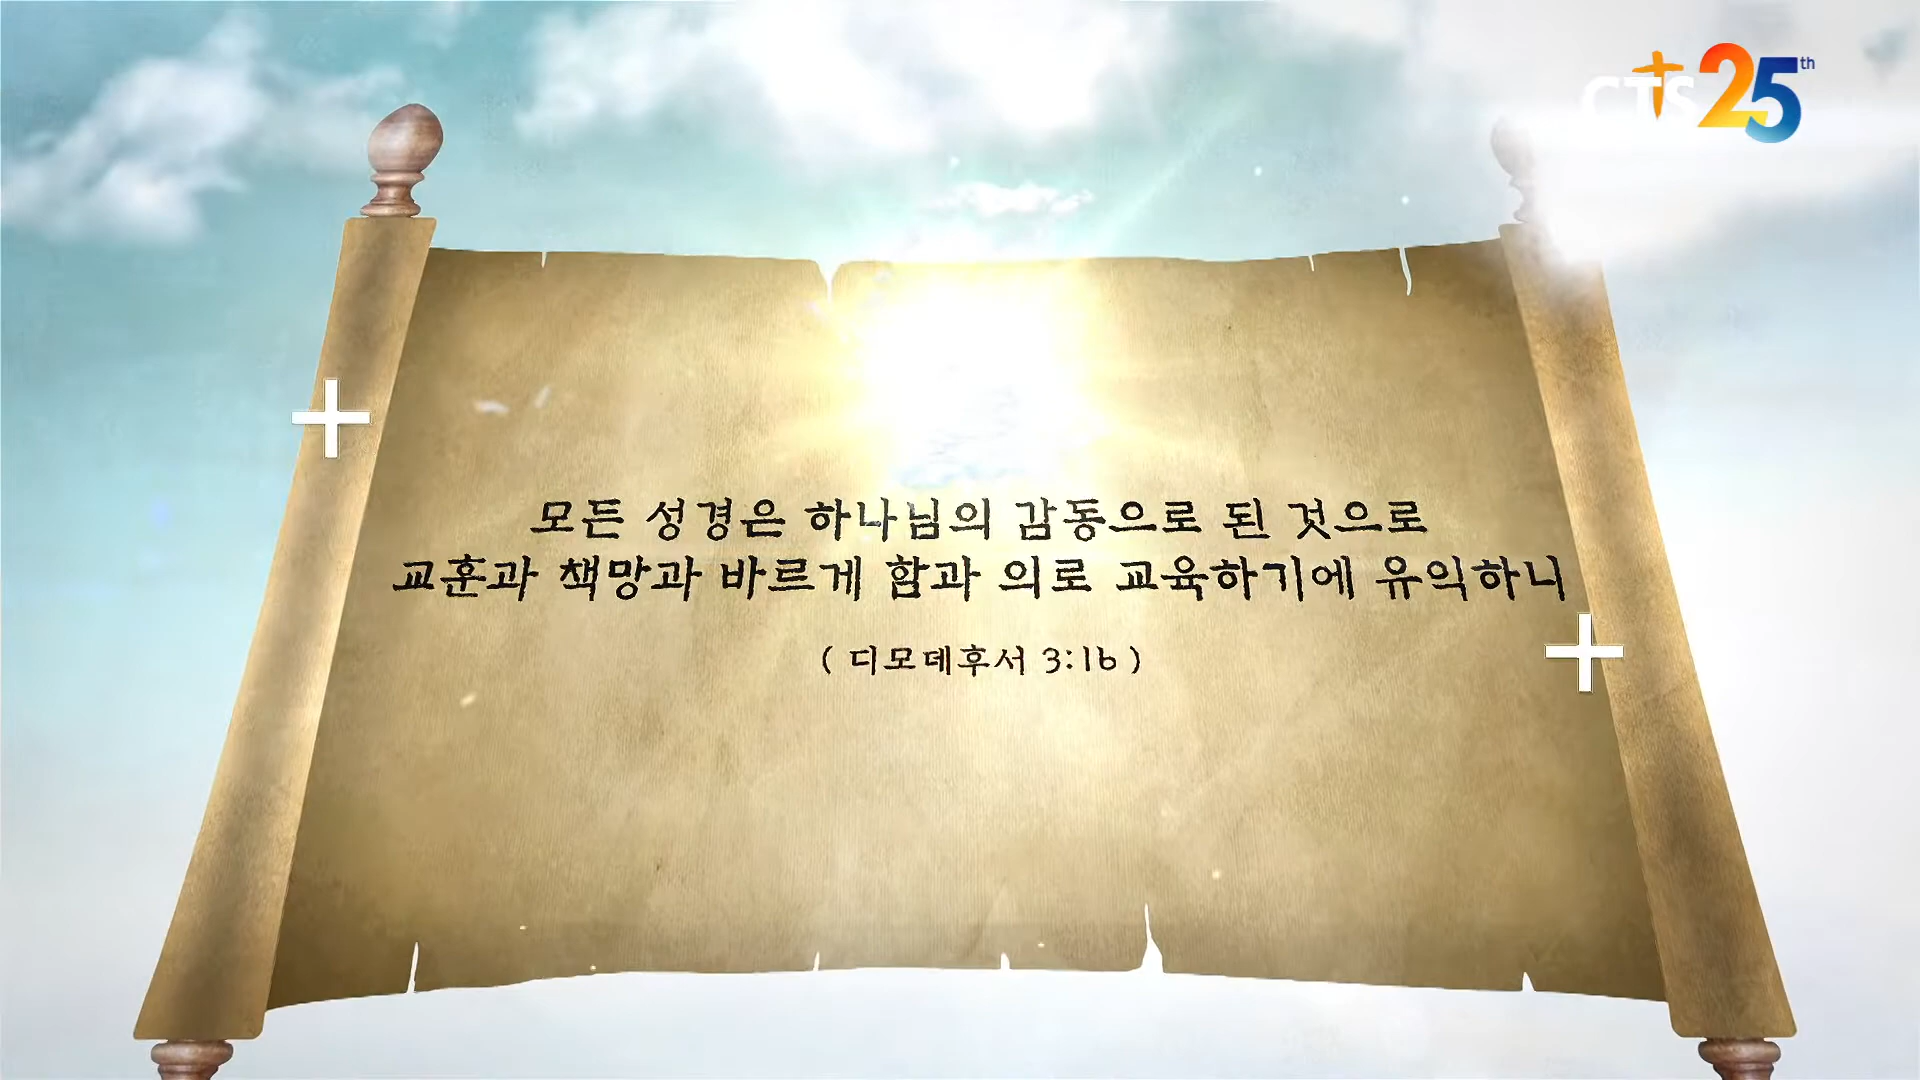 CTS 25th
모든 성경은 하나님의 감동으로 된 것으로
교훈과 책망과 바르게 함과 의로 교육하기에 유익하니
( 디모데후서 3:16 )